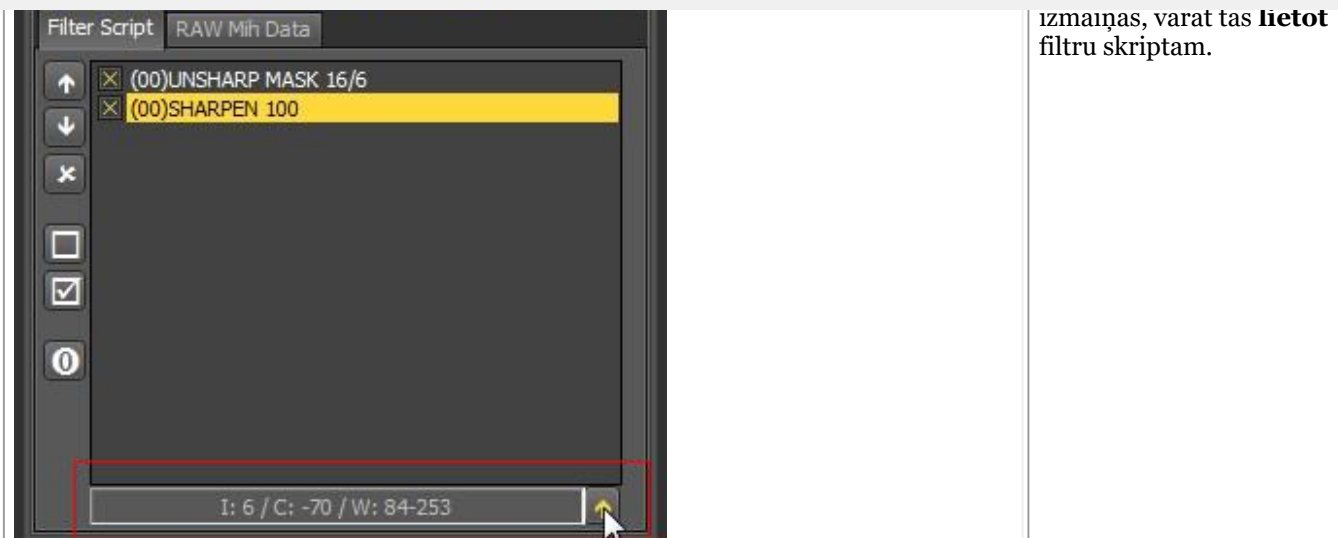 Filter Script RAW Mih Data
(00)UNSHARP MASK 16/6
(00)SHARPEN 100
0
I: 6 / C: -70 / W: 84-253
izmaiņas, varat tās lietot
filtru skriptam.